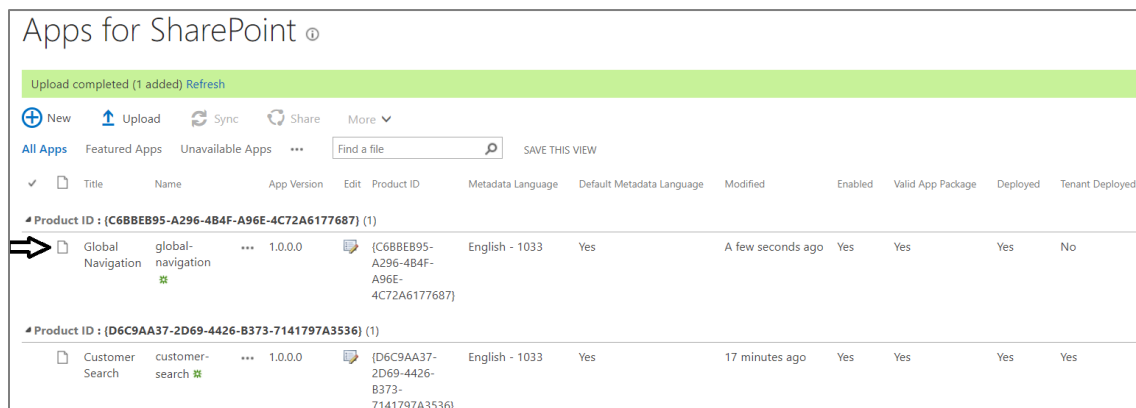 Apps for SharePoint
Upload completed (1 added) Refresh
New Upload Sync Share More
All Apps Featured Apps Unavailable Apps ••• Find a file SAVE THIS VIEW
Title Name App Version Edit Product ID Metadata Language Default Metadata Language Modified Enabled Valid App Package Deployed Tenant Deployed
Product ID : {C6BBEB95-A296-4B4F-A96E-4C72A6177687} (1)
Global global- ••• 1.0.0.0 {C6BBEB95- English - 1033 Yes A few seconds ago Yes Yes Yes No
Navigation navigation A296-4B4F-
A96E-
4C72A6177687}
Product ID : {D6C9AA37-2D69-4426-B373-7141797A3536} (1)
Customer customer- ••• 1.0.0.0 {D6C9AA37- English - 1033 Yes 17 minutes ago Yes Yes Yes Yes
Search search 2D69-4426-
B373-
7141797A3536}